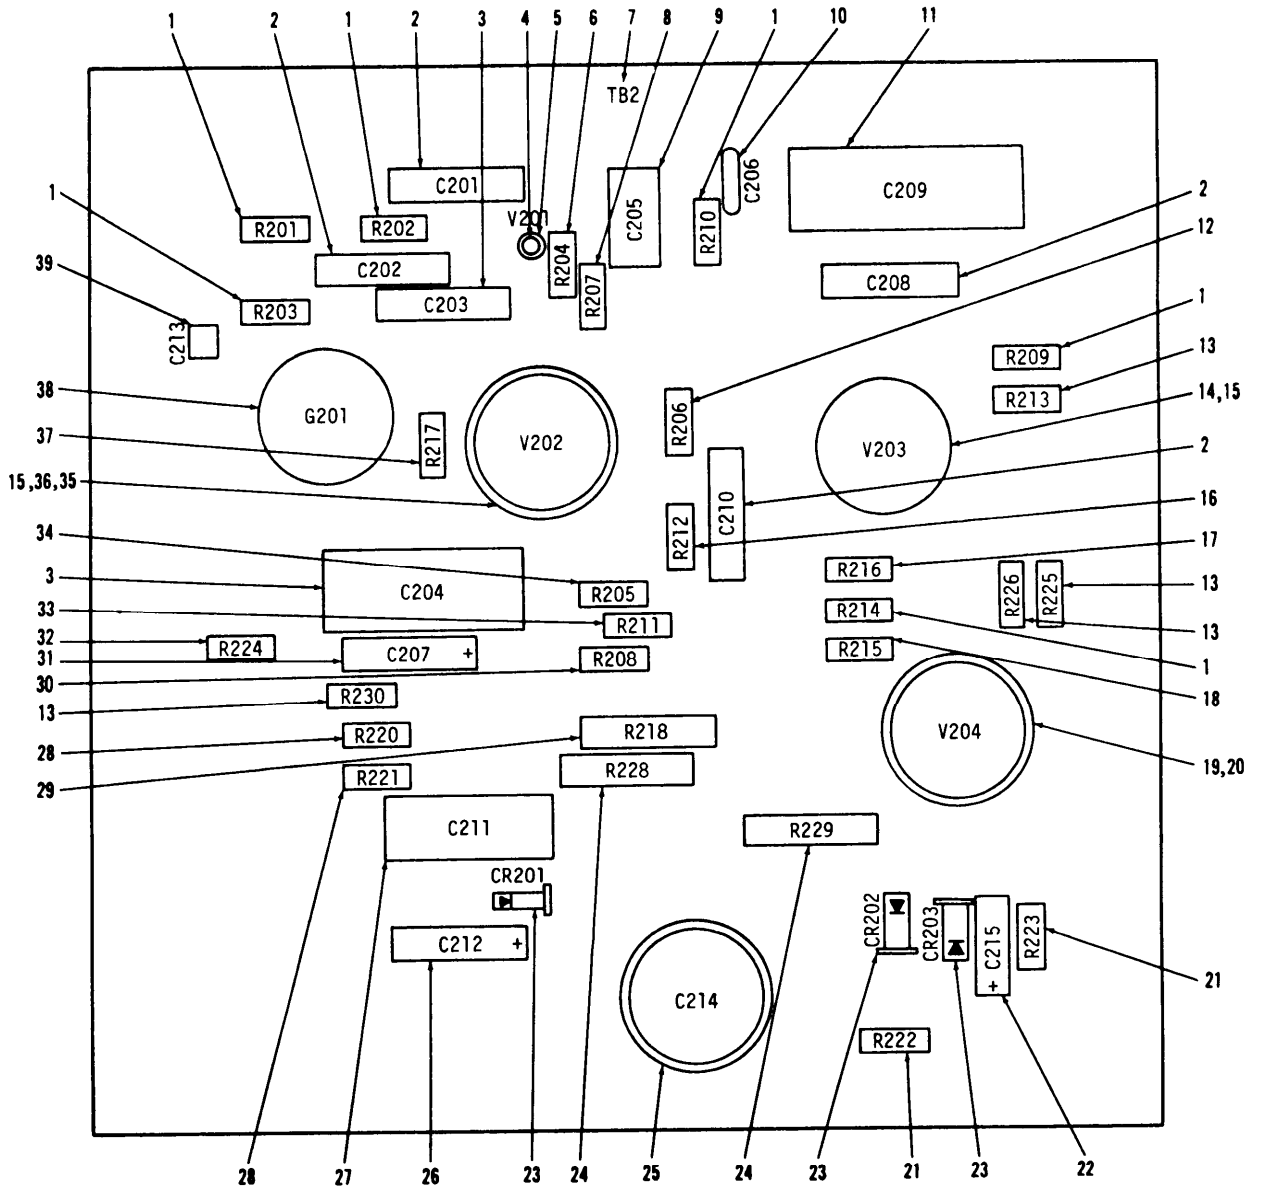 1 2 1 2 3 4 5 6 7 8 9 1 10 11
TB2
C201
C206
C209
2
1
V201
C205
R210
12
R201
R202
R204
39
C202
R207
C208
C203
R203
1
C213
R209
13
R213
38
G201
R217
V202
R206
V203
14,15
37
2
15,36,35
C210
16
34
R212
17
R216
3
C204
R205
R226
R225
13
33
R214
R211
32
R224
13
31
C207 +
R208
R215
1
30
18
13
R230
28
R220
R218
V204
29
R221
R228
19,20
C211
R229
CR201
CR202
CR203
C215 +
R223
C212 +
21
C214
R222
28 27 26 23 24 25 24 23 21 23 22